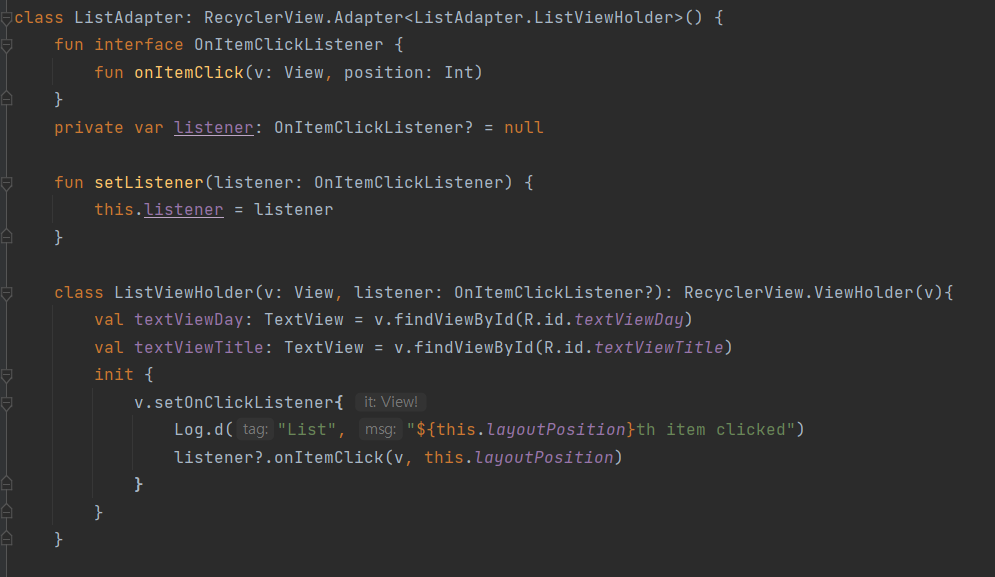 class ListAdapter: RecyclerView.Adapter<ListAdapter.ListViewHolder>() {
    fun interface OnItemClickListener {
        fun onItemClick(v: View, position: Int)
    }
    private var listener: OnItemClickListener? = null

    fun setListener(listener: OnItemClickListener) {
        this.listener = listener
    }

    class ListViewHolder(v: View, listener: OnItemClickListener?): RecyclerView.ViewHolder(v){
        val textViewDay: TextView = v.findViewById(R.id.textViewDay)
        val textViewTitle: TextView = v.findViewById(R.id.textViewTitle)
        init {
            v.setOnClickListener{ it: View!
                Log.d( tag: "List", msg: "${this.layoutPosition}th item clicked")
                listener?.onItemClick(v, this.layoutPosition)
            }
        }
    }